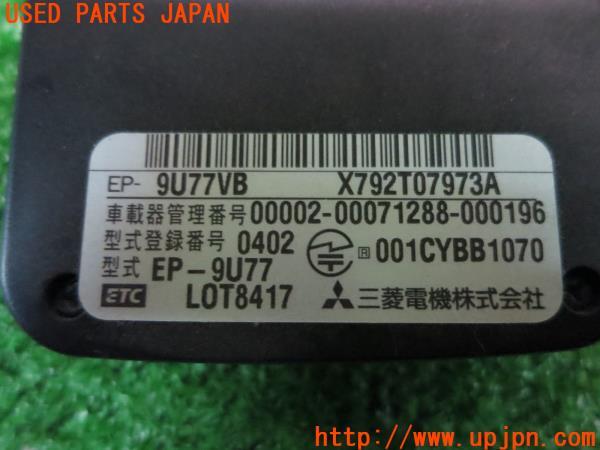 USED PARTS JAPAN
EP- 9U77VB X792T07973A
車載器管理番号 00002-00071288-000196
型式登録番号 0402 R 001CYBB1070
型式 EP-9U77
ETC LOT8417 三菱電機株式会社
UPJ http://www.upjpn.com/